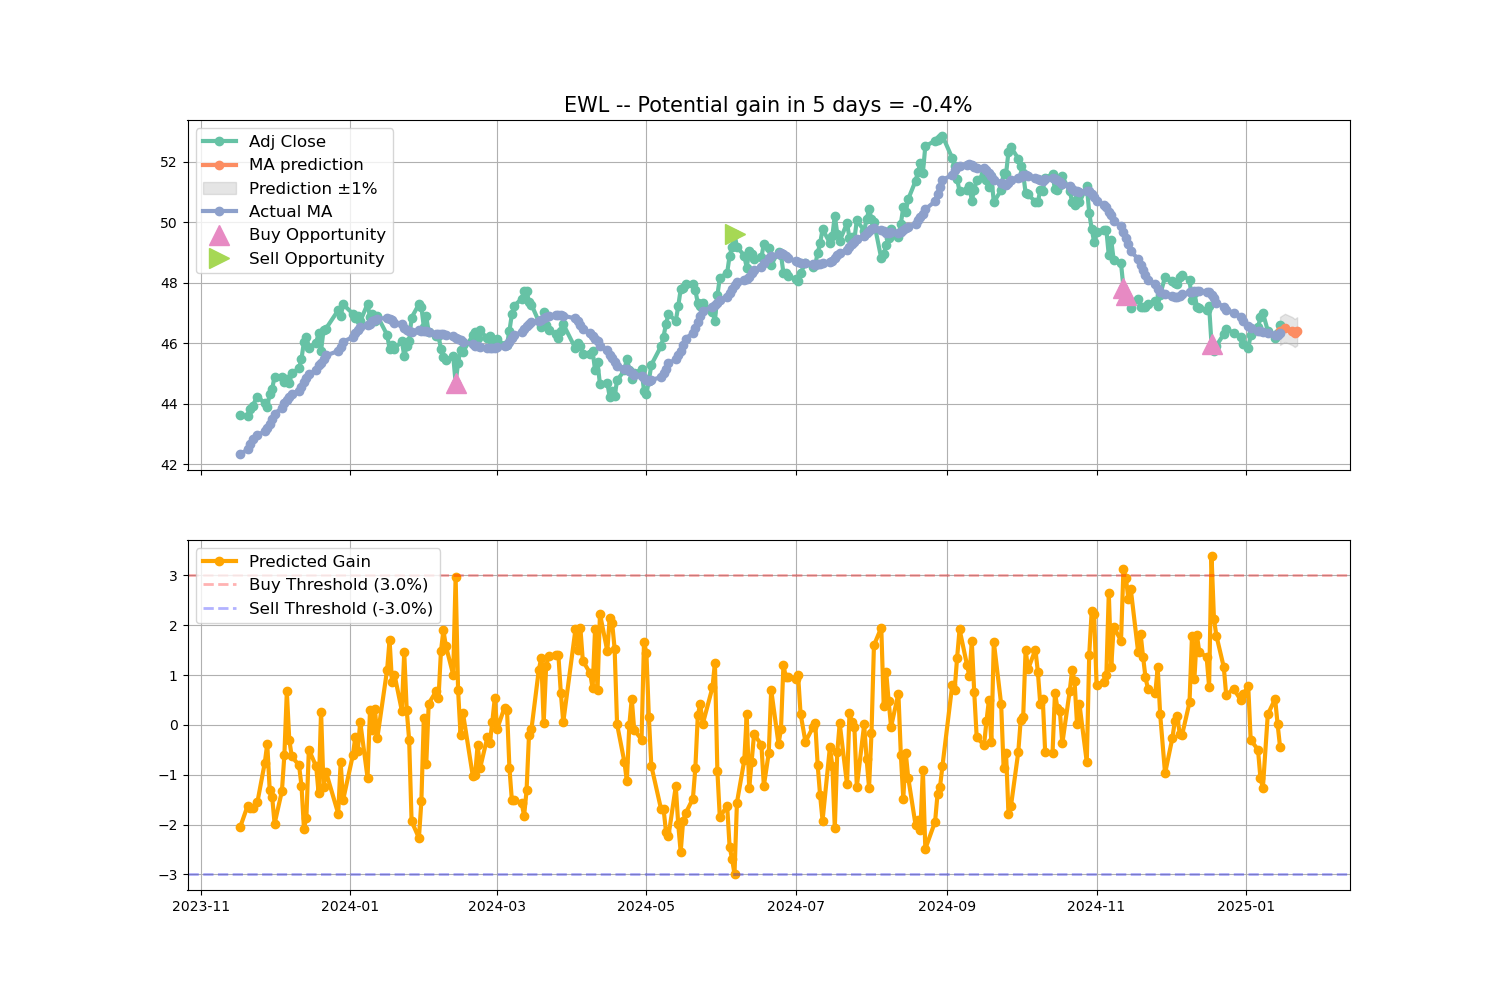 EWL -- Potential gain in 5 days = -0.4%
Adj Close
MA prediction
Prediction ±1%
Actual MA
Buy Opportunity
Sell Opportunity
52
50
48
46
44
42
Predicted Gain
Buy Threshold (3.0%)
Sell Threshold (-3.0%)
3
2
1
0
−1
−2
−3
2023-11 2024-01 2024-03 2024-05 2024-07 2024-09 2024-11 2025-01